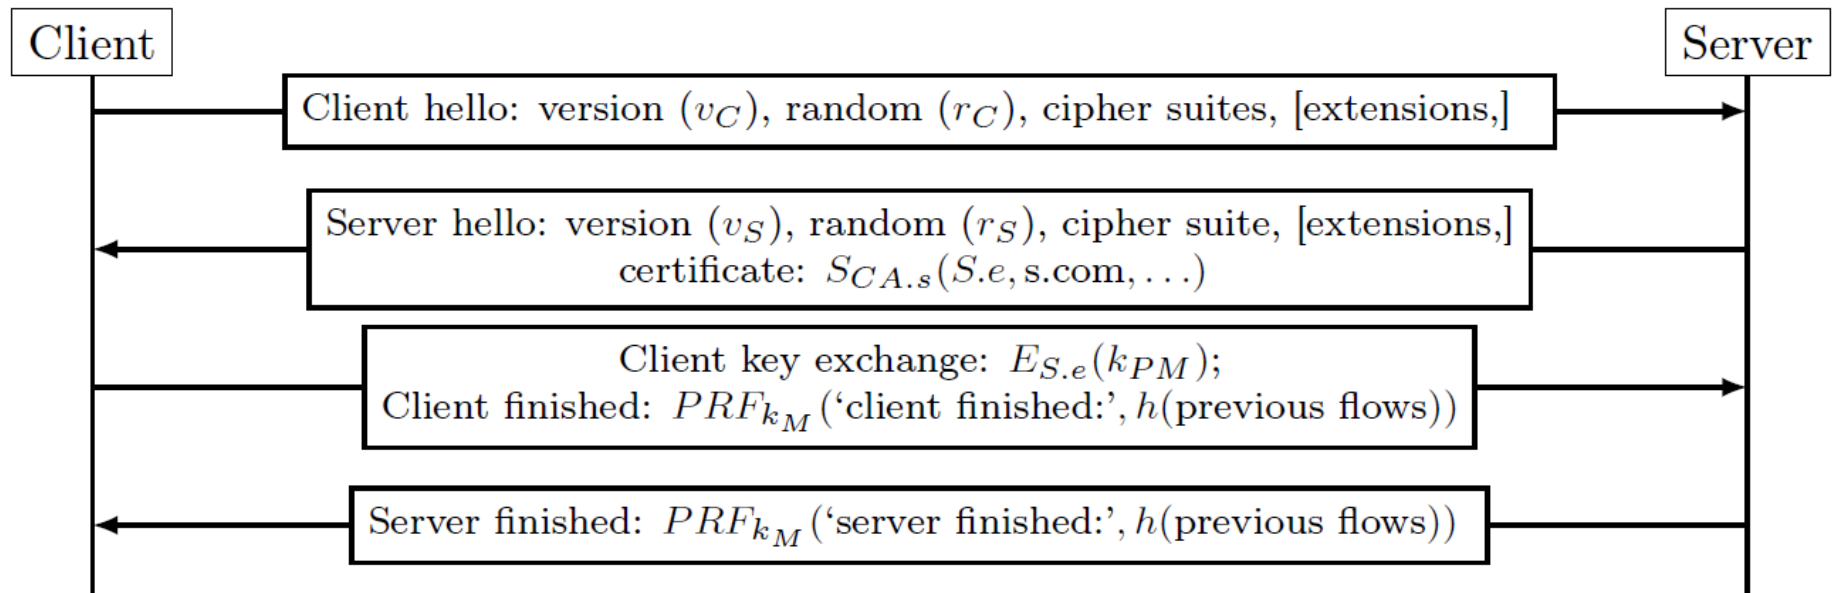 Client
Server
Client hello: version (v_C), random (r_C), cipher suites, [extensions,]
Server hello: version (v_S), random (r_S), cipher suite, [extensions,]
certificate: S_{CA.s}(S.e, s.com, . . .)
Client key exchange: E_{S.e}(k_{PM});
Client finished: PRF_{k_M}(‘client finished:’, h(previous flows))
Server finished: PRF_{k_M}(‘server finished:’, h(previous flows))